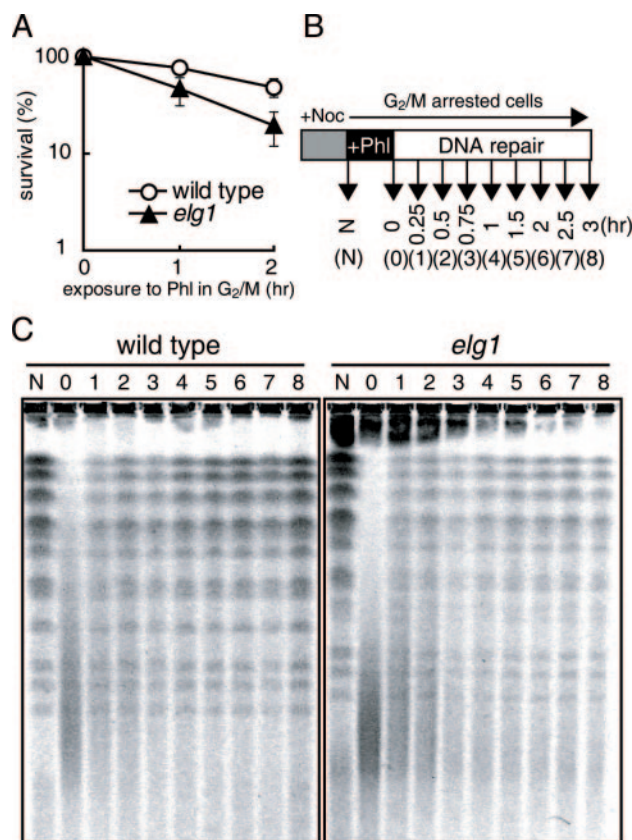 A
survival (%)
100
10
1
wild type
elg1
0 1 2
exposure to Phl in G2/M (hr)
B
G2/M arrested cells
+Noc
+Phl DNA repair
N 0 0.25 0.5 0.75 1 1.5 2 2.5 3 (hr)
(N) (0)(1)(2)(3)(4)(5)(6)(7)(8)
C
wild type elg1
N 0 1 2 3 4 5 6 7 8 N 0 1 2 3 4 5 6 7 8